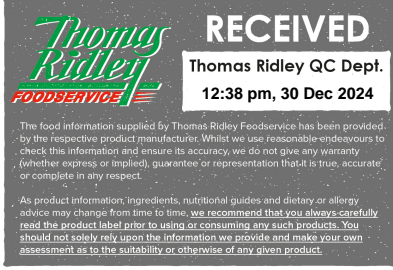 Thomas
Ridley
FOODSERVICE
RECEIVED
Thomas Ridley QC Dept.
12:38 pm, 30 Dec 2024
The food information supplied by Thomas Ridley Foodservice has been provided
by the respective product manufacturer. Whilst we use reasonable endeavours to
check this information and ensure its accuracy, we do not give any warranty
(whether express or implied), guarantee or representation that it is true, accurate
or complete in any respect.
As product information, ingredients, nutritional guides and dietary or allergy
advice may change from time to time, we recommend that you always carefully
read the product label prior to using or consuming any such products. You
should not solely rely upon the information we provide and make your own
assessment as to the suitability or otherwise of any given product.